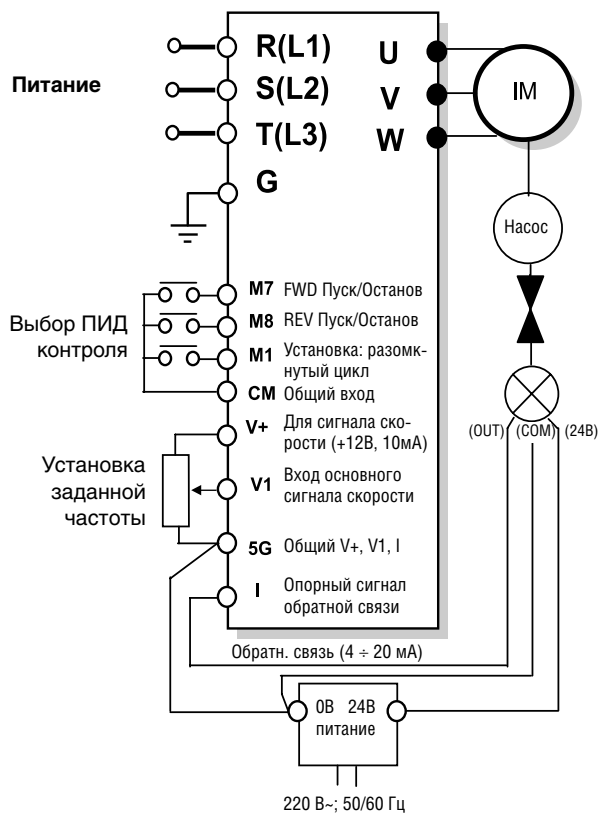 R(L1)
U
Питание
S(L2)
V
IM
T(L3)
W
G
Насос
M7 FWD Пуск/Останов
Выбор ПИД
контроля
M8 REV Пуск/Останов
M1 Установка: разомк-
нутый цикл
CM Общий вход
(OUT) (COM) (24В)
V+ Для сигнала ско-
рости (+12В, 10мА)
Установка
заданной
частоты
V1 Вход основного
сигнала скорости
5G Общий V+, V1, I
I Опорный сигнал
обратной связи
Обратн. связь (4 ÷ 20 мА)
0В 24В
питание
220 В~; 50/60 Гц